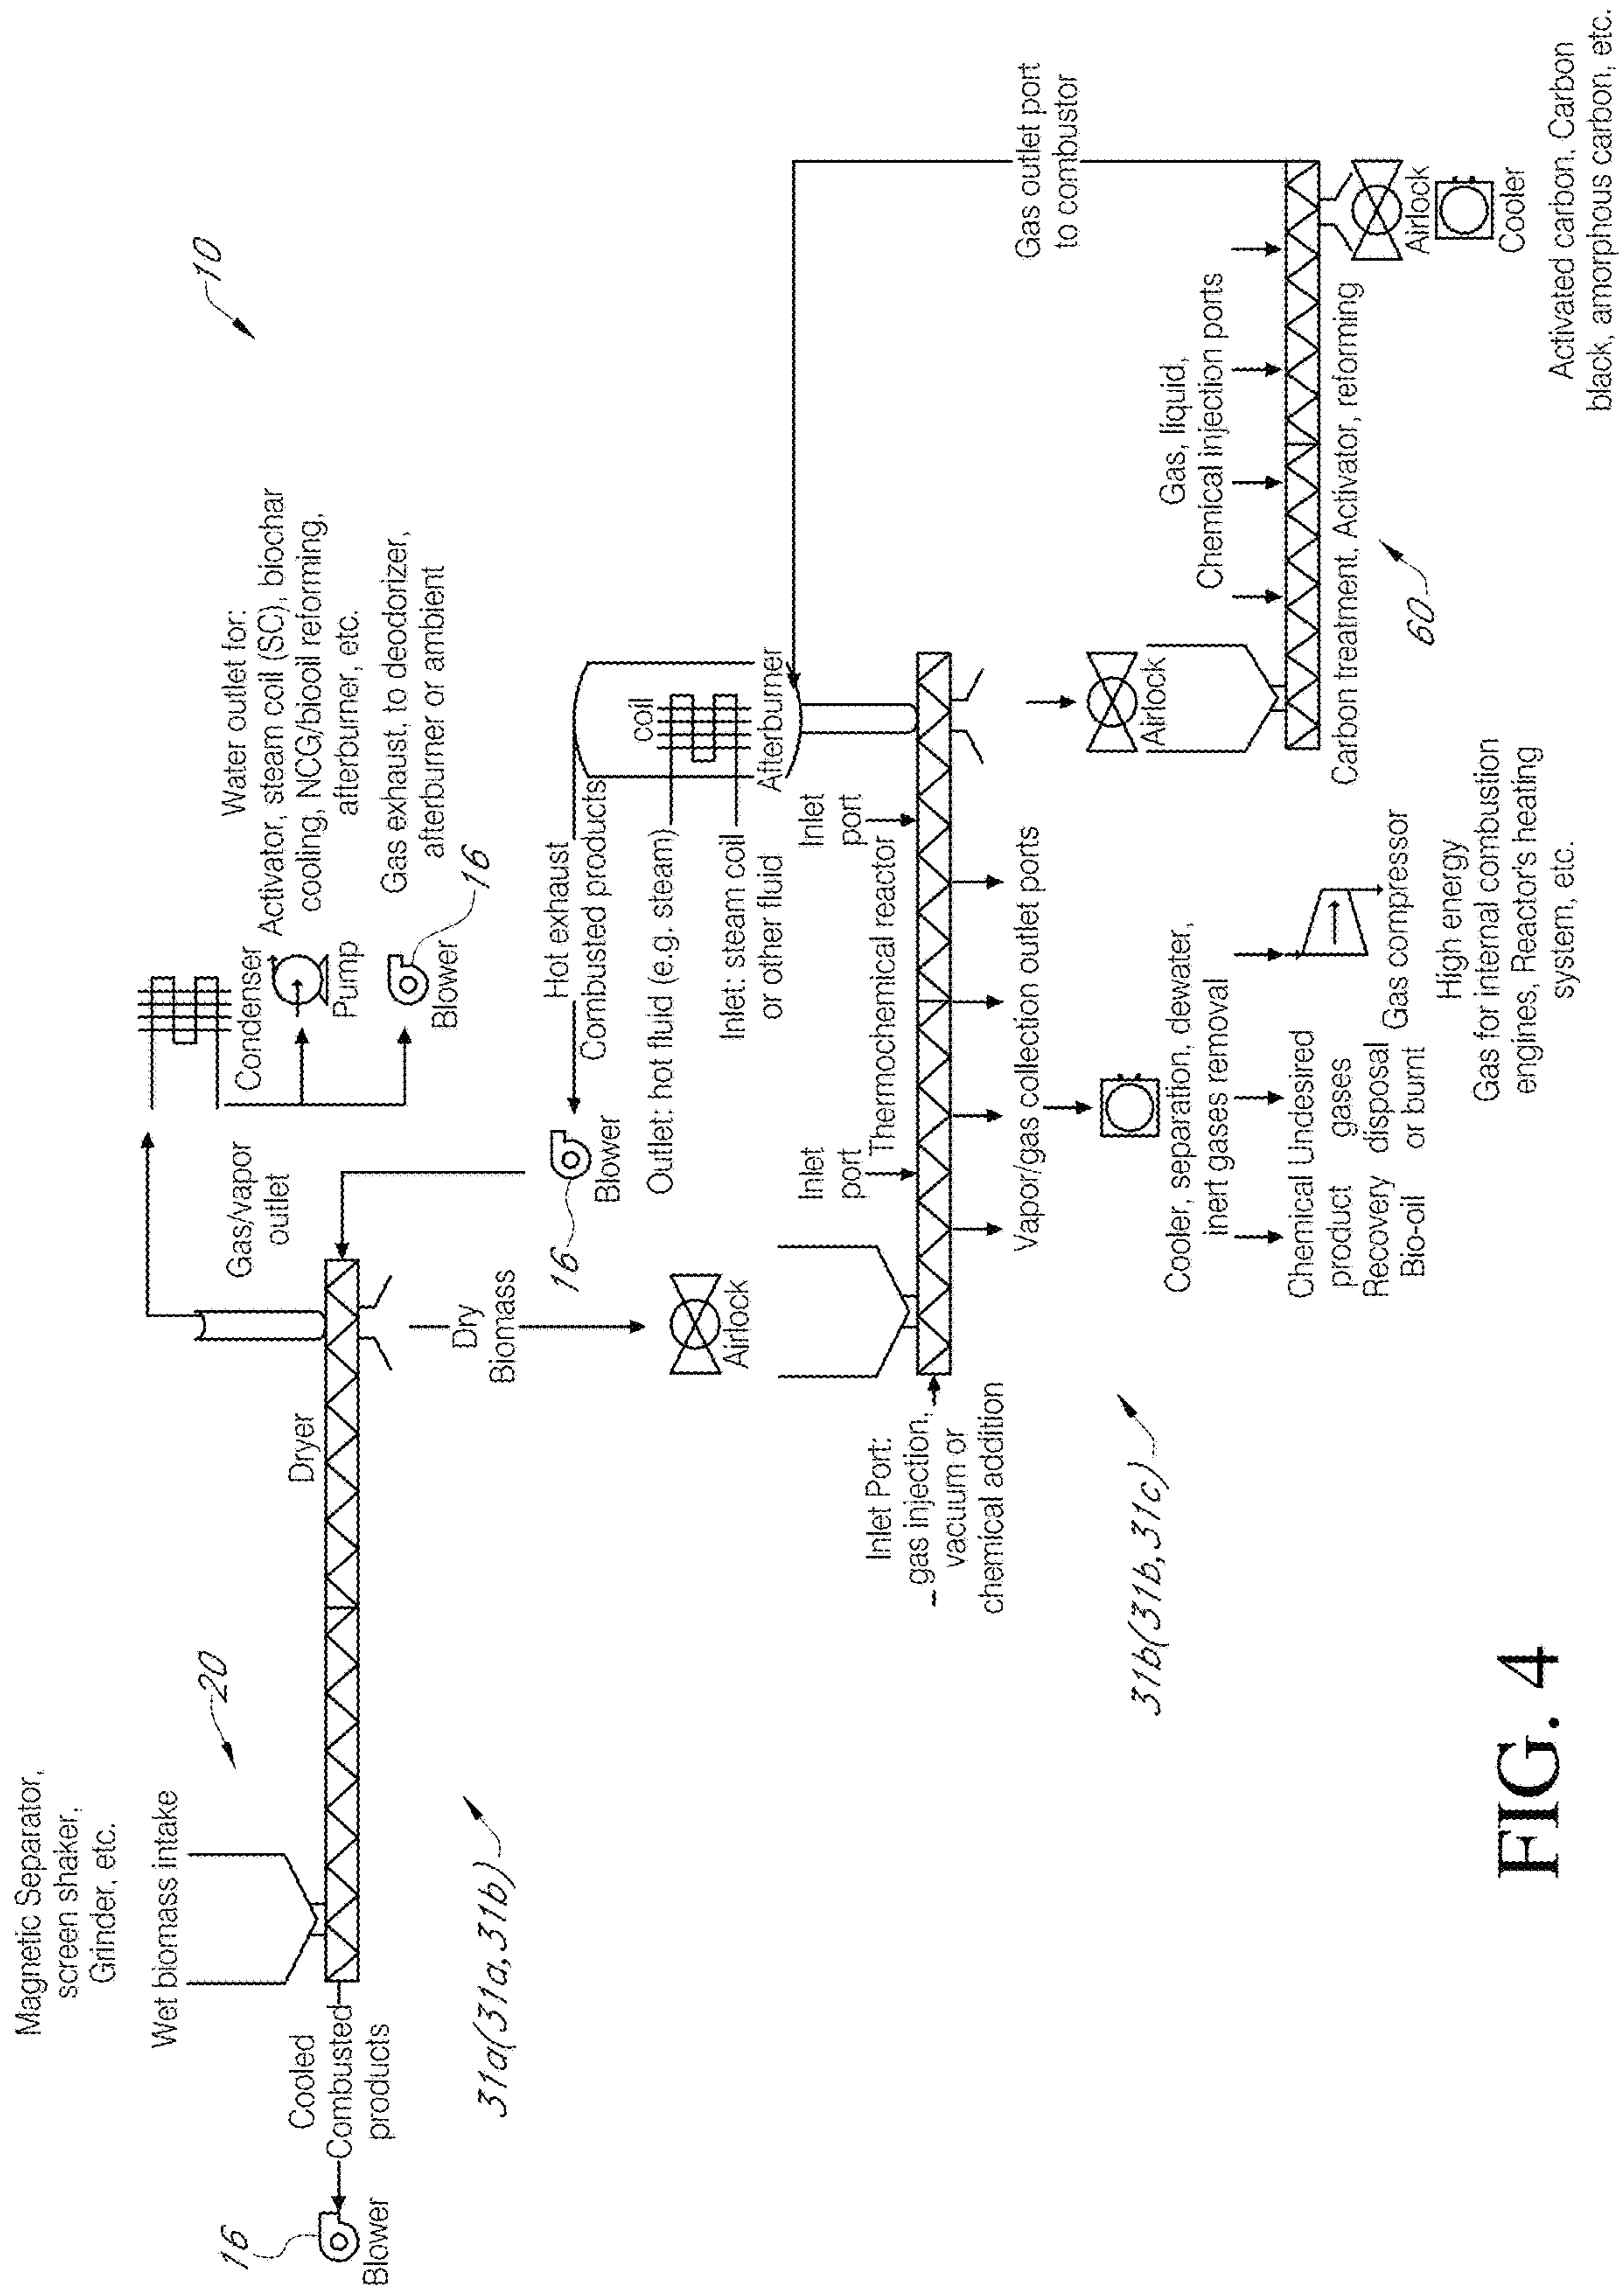 10
Magnetic Separator,
screen shaker,
Grinder, etc.
Wet biomass intake
20
Dryer
Cooled
Combusted
products
16
Blower
31a(31a,31b)
Gas/vapor
outlet
Condenser
Pump
Blower
16
Water outlet for:
Activator, steam coil (SC), biochar
cooling, NCG/biooil reforming,
afterburner, etc.
Gas exhaust, to deodorizer,
afterburner or ambient
Hot exhaust
Combusted products
16
Blower
Dry
Biomass
Airlock
Outlet: hot fluid (e.g. steam)
Inlet: steam coil
or other fluid
coil
Afterburner
Gas outlet port
to combustor
Inlet
port
Thermochemical reactor
Inlet
port
Inlet Port:
gas injection,
vacuum or
chemical addition
Vapor/gas collection outlet ports
31b(31b,31c)
Cooler, separation, dewater,
inert gases removal
Chemical
product
Recovery
Bio-oil
Undesired
gases
disposal
or burnt
Gas compressor
High energy
Gas for internal combustion
engines, Reactor's heating
system, etc.
Airlock
Gas, liquid,
Chemical injection ports
Carbon treatment, Activator, reforming
60
Airlock
Cooler
Activated carbon, Carbon
black, amorphous carbon, etc.
FIG. 4